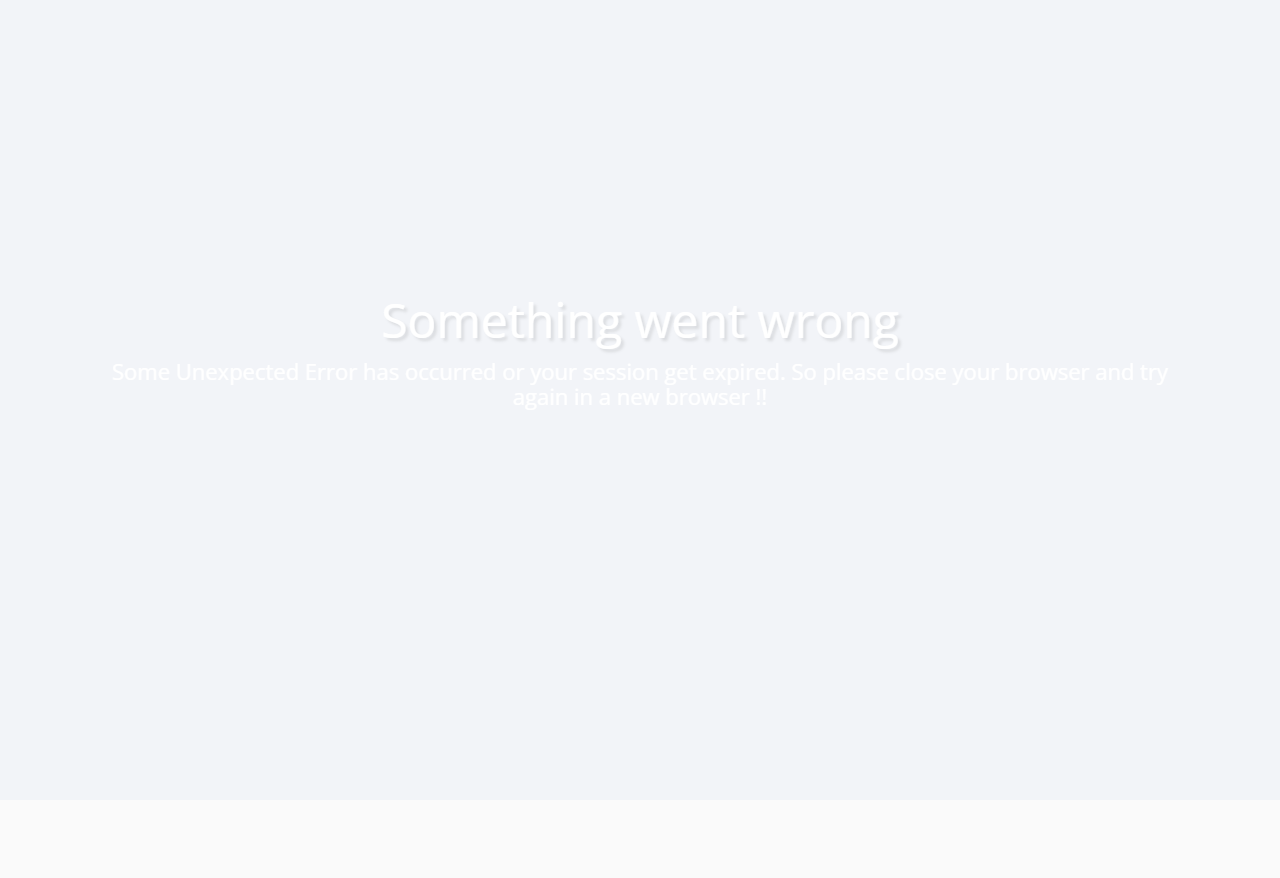 Something went wrong
Some Unexpected Error has occurred or your session get expired. So please close your browser and try
again in a new browser !!